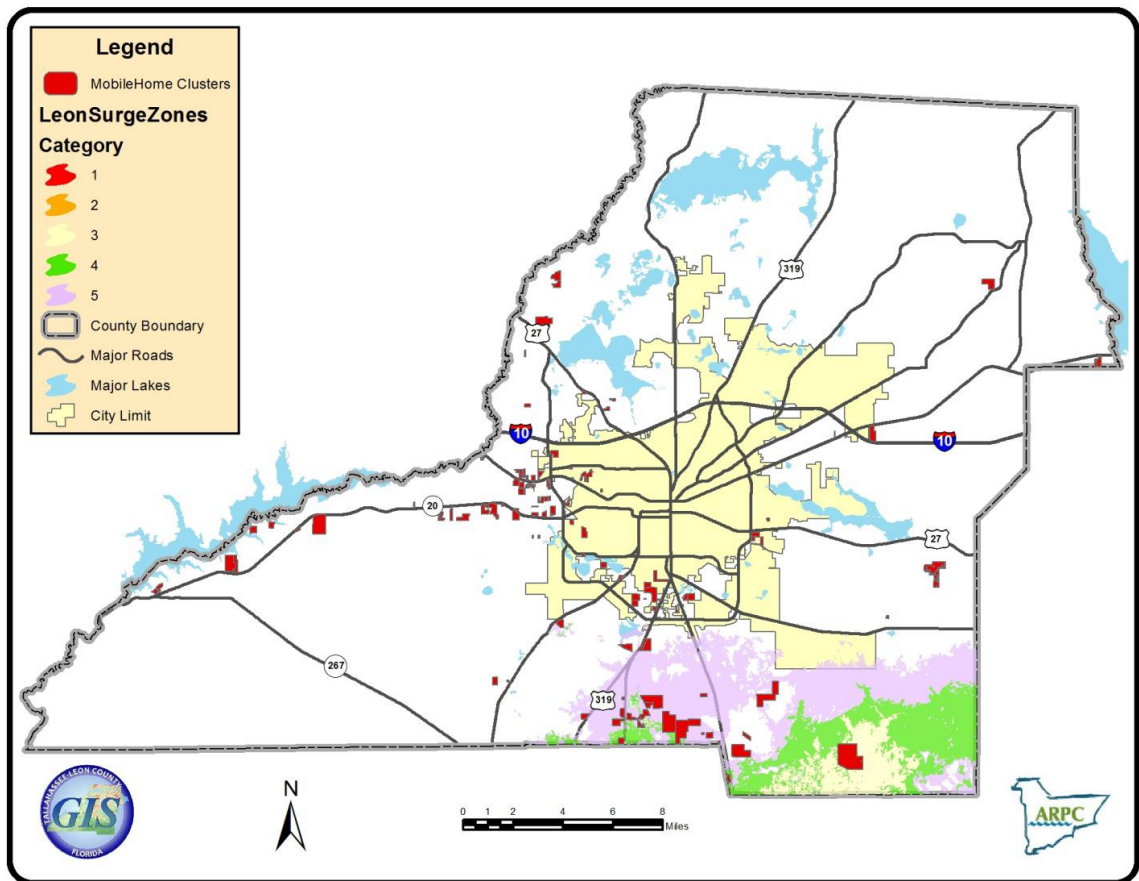 Legend
MobileHome Clusters
LeonSurgeZones
Category
1
2
3
4
5
County Boundary
Major Roads
Major Lakes
City Limit
319
27
10
10
20
27
267
319
TALLAHASSEE-LEON COUNTY
GIS
FLORIDA
N
0 1 2 4 6 8
Miles
ARPC